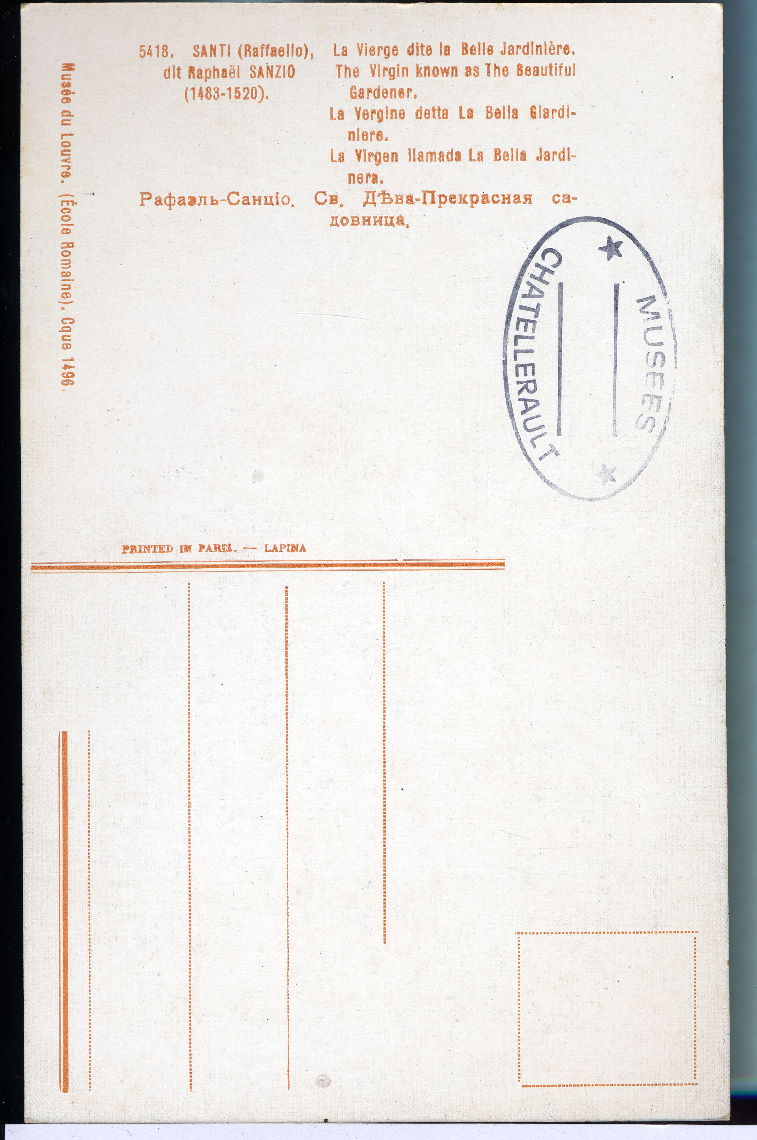 5418. SANTI (Raffaello),
dit Raphaël SANZIO
(1483-1520).
La Vierge dite la Belle Jardinière.
The Virgin known as The Beautiful
Gardener.
La Vergine detta La Bella Giardi-
niere.
La Virgen llamada La Bella Jardi-
nera.
Рафаэль-Санціо. Св. Дѣва-Прекрасная са-
довница.
Musée du Louvre. (École Romaine). Cque 1496.
MUSEES
CHATELLERAULT
PRINTED IN PARIS. — LAPINA